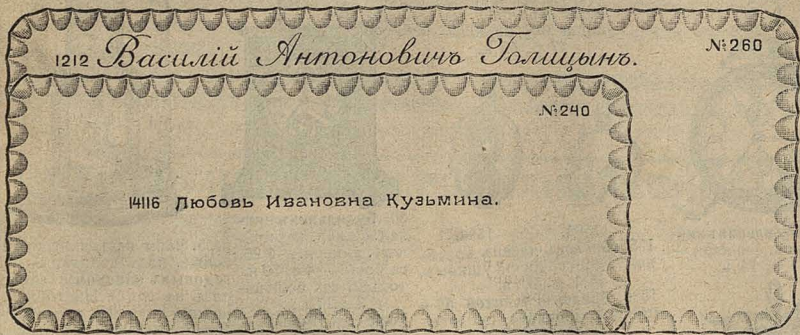 1212 Василій Антоновичъ Голицынъ. №260
№240
14116 Любовь Ивановна Кузьмина.